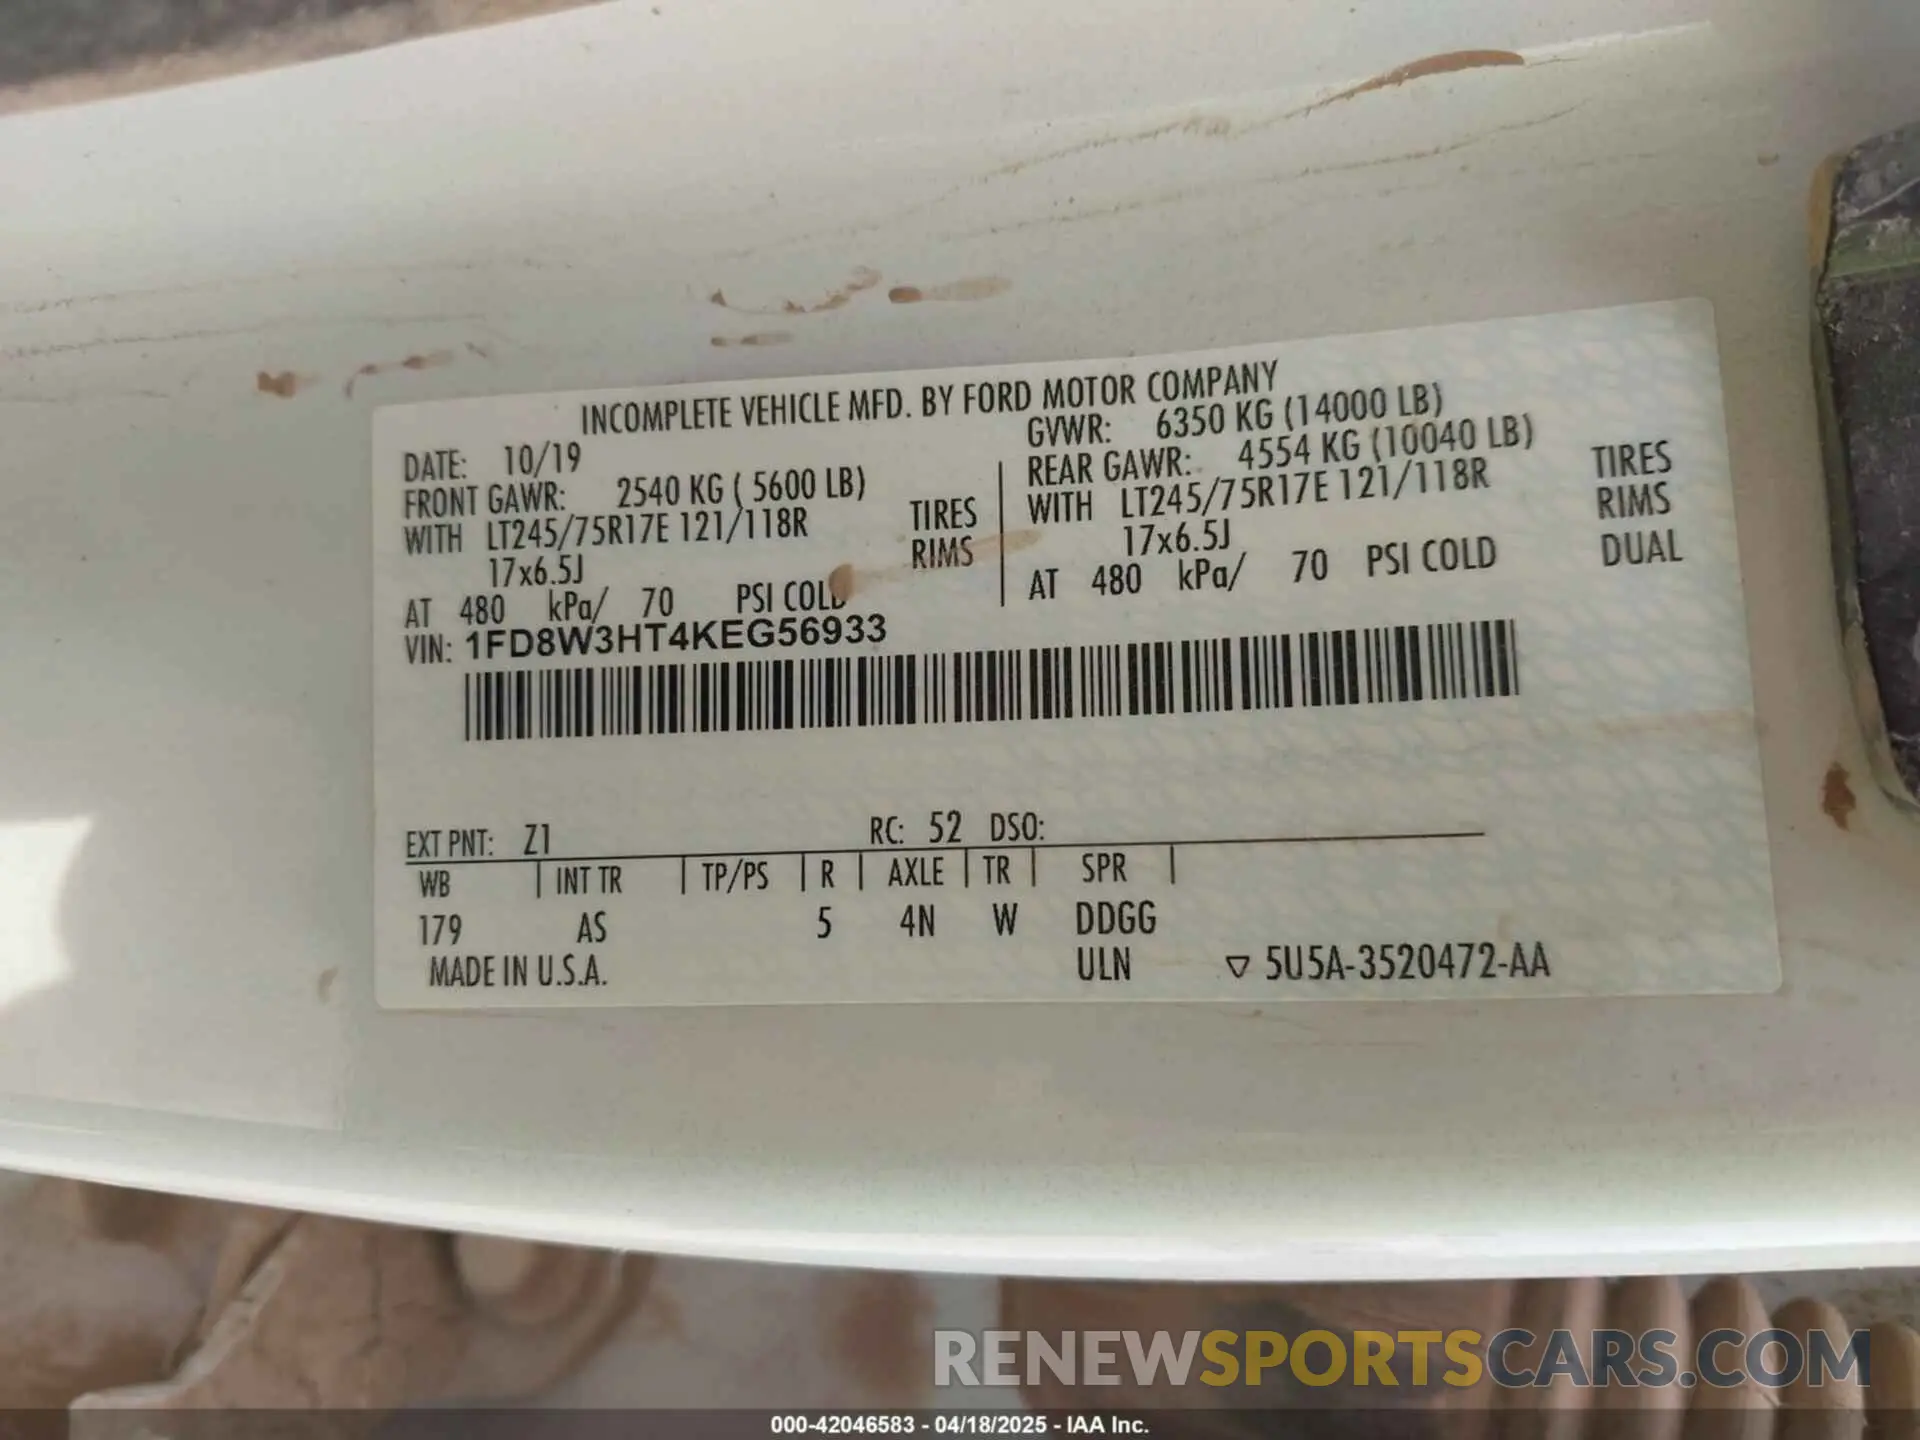 INCOMPLETE VEHICLE MFD. BY FORD MOTOR COMPANY
DATE: 10/19
GVWR: 6350 KG (14000 LB)
FRONT GAWR: 2540 KG ( 5600 LB)
REAR GAWR: 4554 KG (10040 LB)
WITH LT245/75R17E 121/118R TIRES
WITH LT245/75R17E 121/118R TIRES
17x6.5J RIMS
17x6.5J RIMS
AT 480 kPa/ 70 PSI COLD
AT 480 kPa/ 70 PSI COLD DUAL
VIN: 1FD8W3HT4KEG56933
EXT PNT: Z1 RC: 52 DSO:
WB INT TR TP/PS R AXLE TR SPR
179 AS 5 4N W DDGG
MADE IN U.S.A. ULN ▽ 5U5A-3520472-AA
RENEWSPORTSCARS.COM
000-42046583 - 04/18/2025 - IAA Inc.